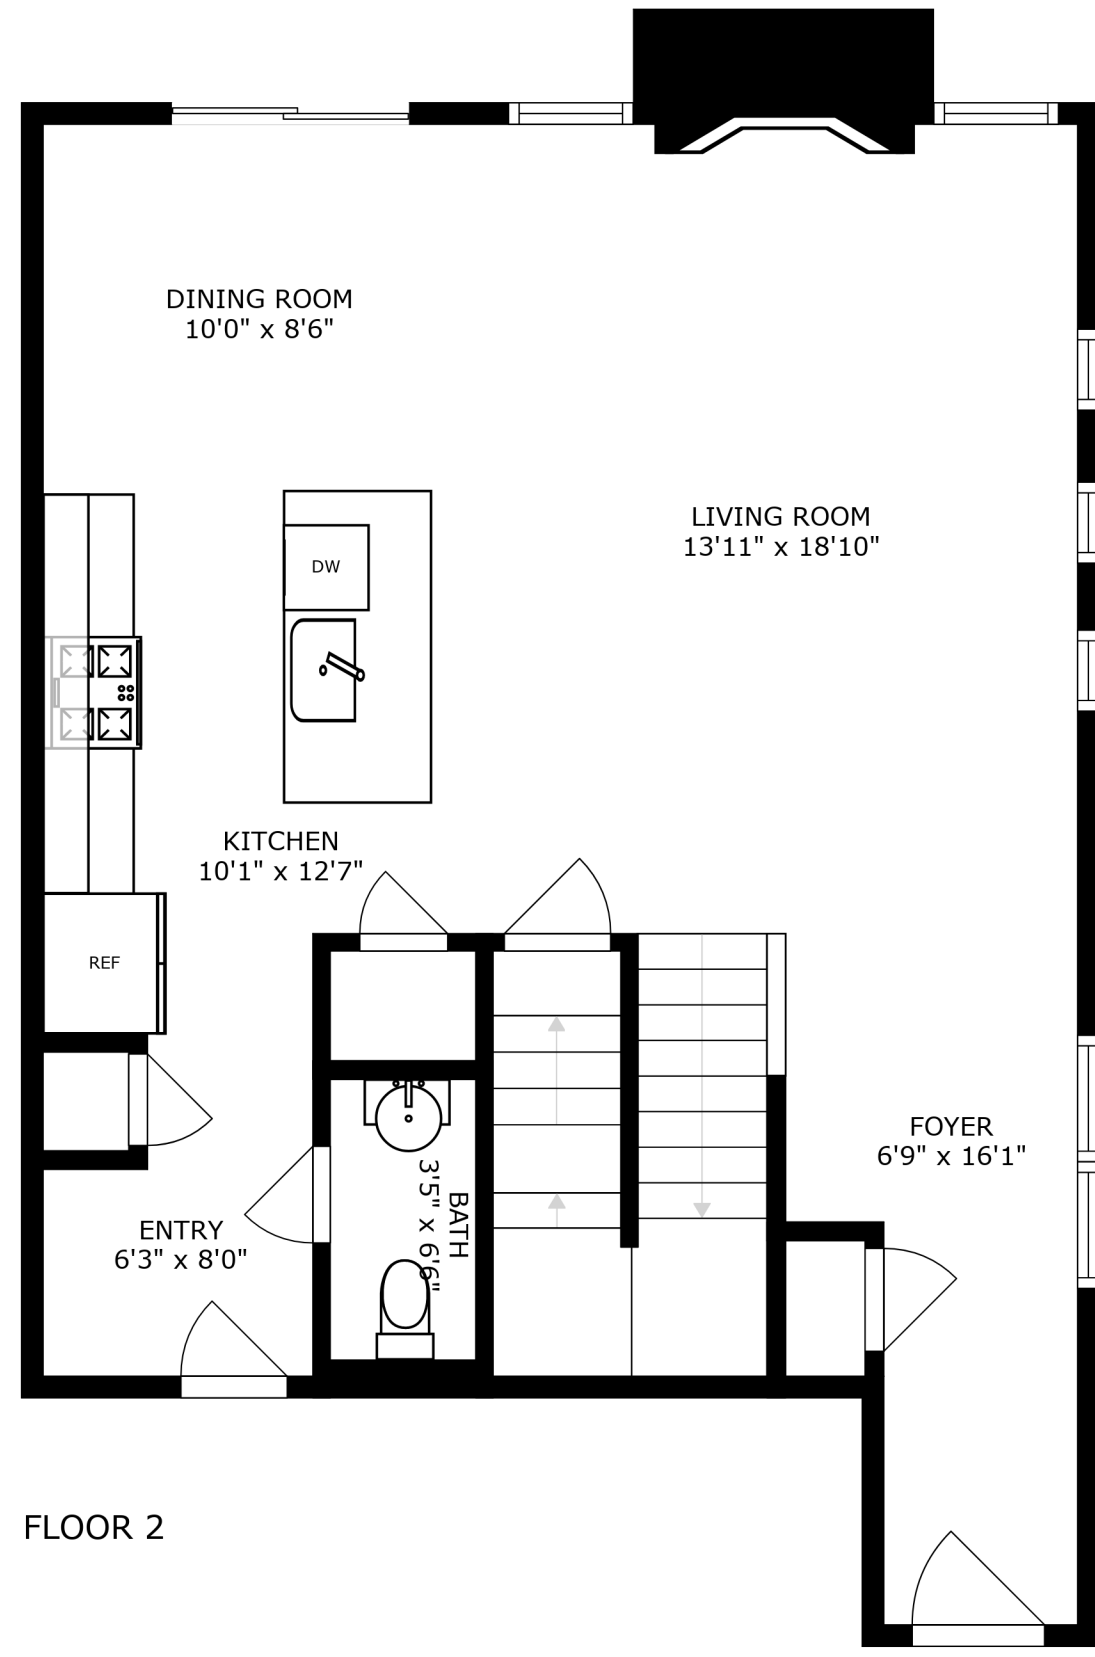 DINING ROOM
10'0" x 8'6"
LIVING ROOM
13'11" x 18'10"
DW
KITCHEN
10'1" x 12'7"
REF
FOYER
6'9" x 16'1"
BATH
3'5" x 6'6"
ENTRY
6'3" x 8'0"
FLOOR 2